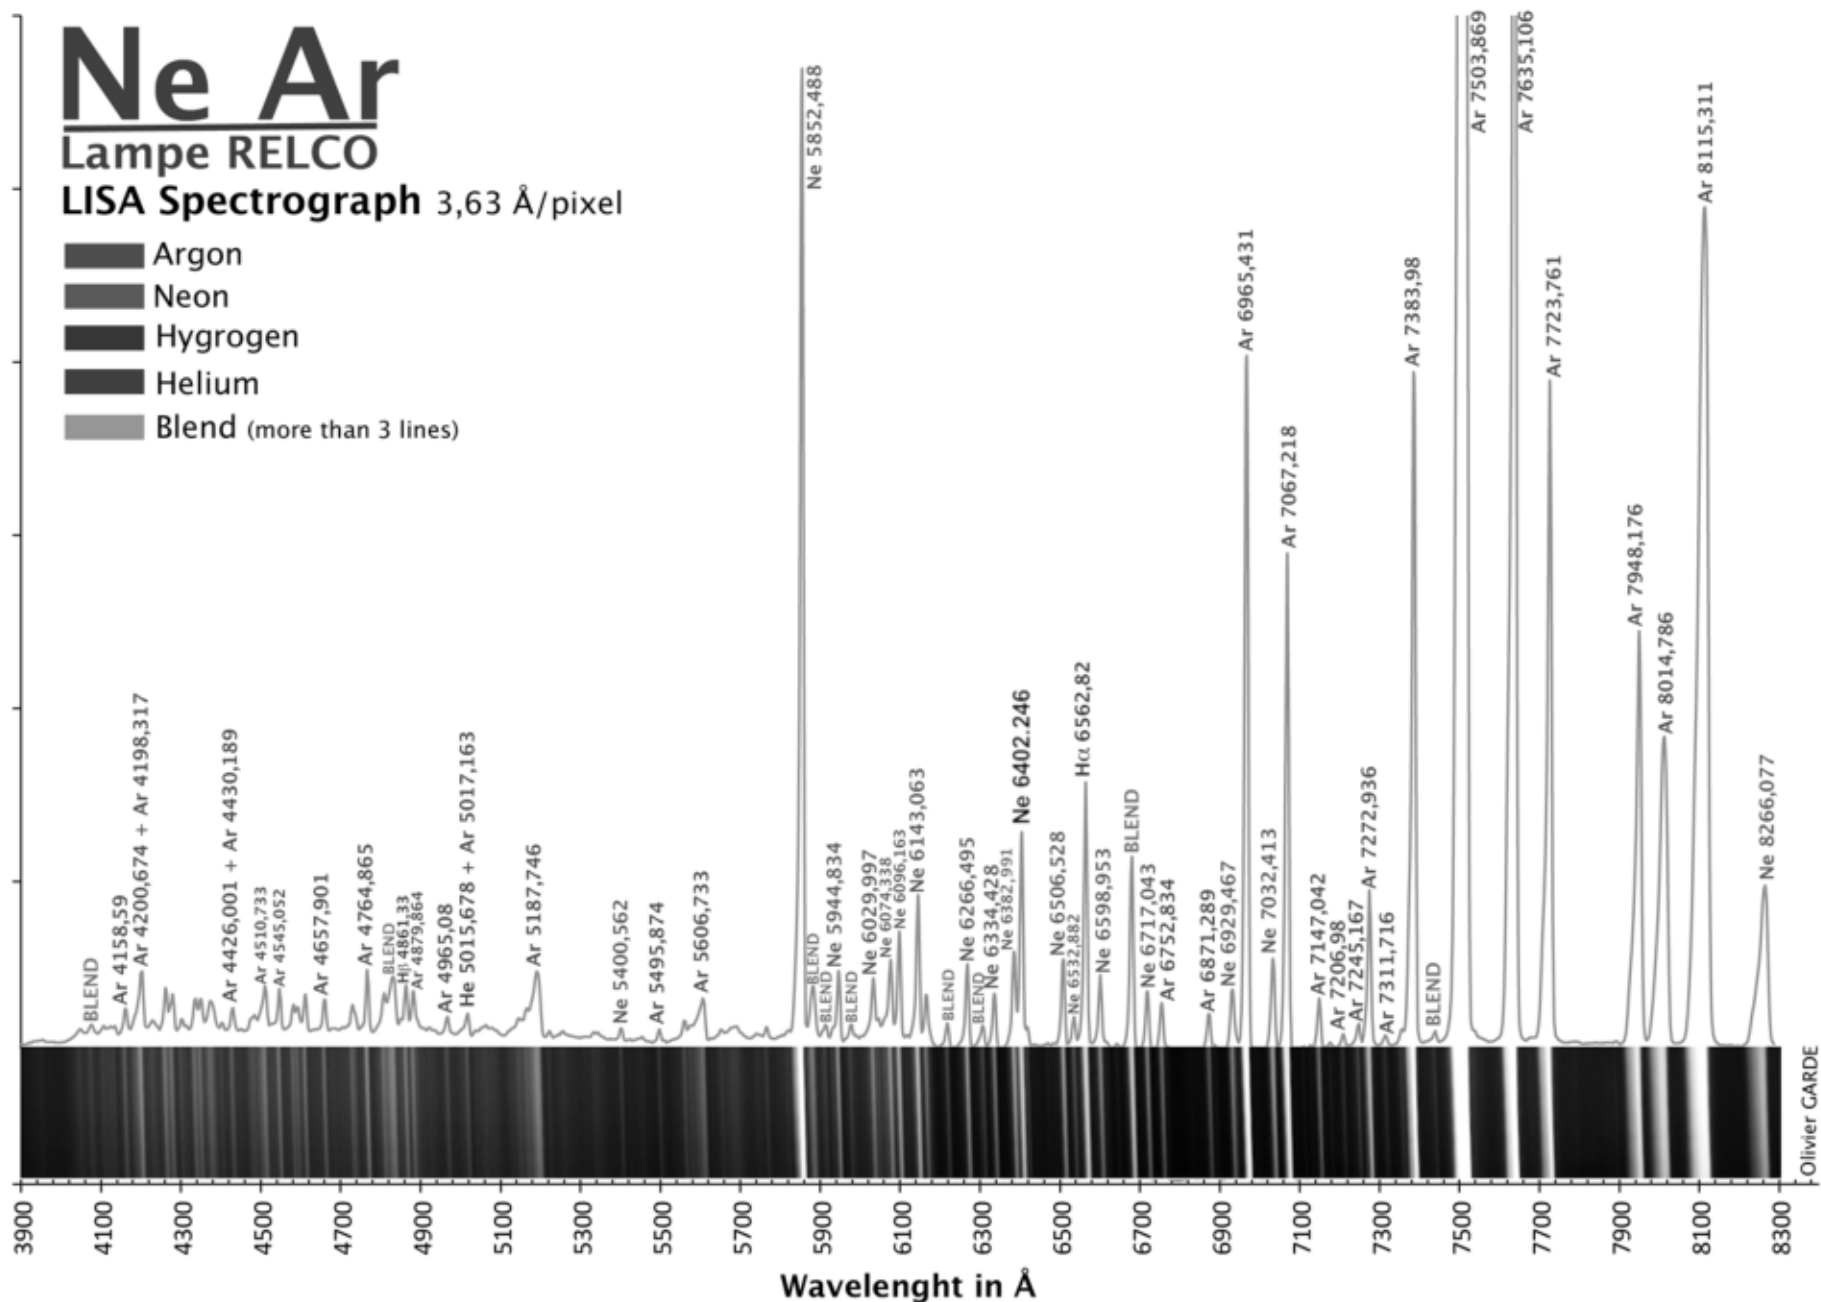 Ne Ar
Lampe RELCO
LISA Spectrograph 3,63 Å/pixel
Argon
Neon
Hygrogen
Helium
Blend (more than 3 lines)
BLEND
Ar 4158,59
Ar 4200,674 + Ar 4198,317
Ar 4426,001 + Ar 4430,189
Ar 4510,733
Ar 4545,052
Ar 4657,901
Ar 4764,865
BLEND
Hβ 4861,33
Ar 4879,864
Ar 4965,08
He 5015,678 + Ar 5017,163
Ar 5187,746
Ne 5400,562
Ar 5495,874
Ar 5606,733
Ne 5852,488
BLEND
BLEND
Ne 5944,834
BLEND
Ne 6029,997
Ne 6074,338
Ne 6096,163
Ne 6143,063
BLEND
Ne 6266,495
BLEND
Ne 6334,428
Ne 6382,991
Ne 6402.246
Ne 6506,528
Ne 6532,882
Hα 6562,82
Ne 6598,953
BLEND
Ne 6717,043
Ar 6752,834
Ar 6871,289
Ne 6929,467
Ar 6965,431
Ne 7032,413
Ar 7067,218
Ar 7147,042
Ar 7206,98
Ar 7245,167
Ar 7272,936
Ar 7311,716
Ar 7383,98
BLEND
Ar 7503,869
Ar 7635,106
Ar 7723,761
Ar 7948,176
Ar 8014,786
Ar 8115,311
Ne 8266,077
Olivier GARDE
3900 4100 4300 4500 4700 4900 5100 5300 5500 5700 5900 6100 6300 6500 6700 6900 7100 7300 7500 7700 7900 8100 8300
Wavelenght in Å